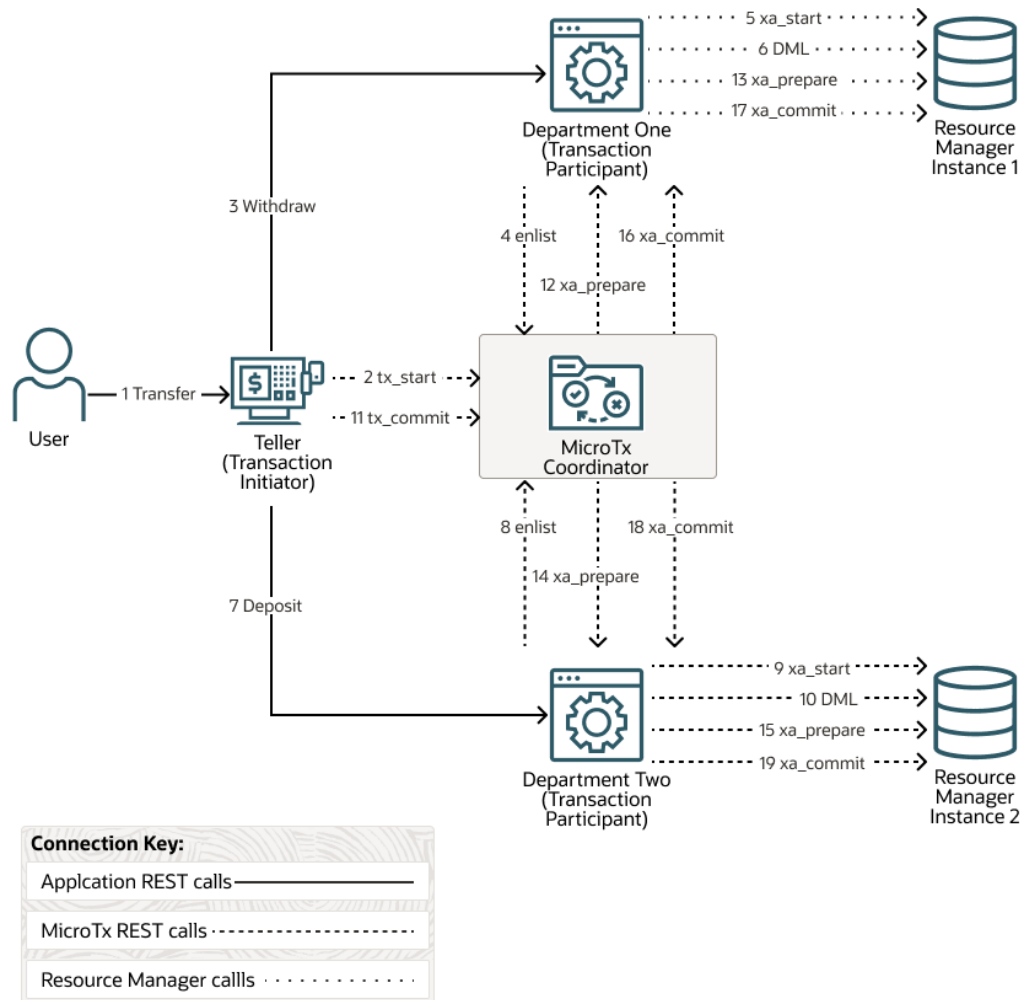 5 xa_start
6 DML
13 xa_prepare
17 xa_commit
Department One
(Transaction
Participant)
Resource
Manager
Instance 1
3 Withdraw
4 enlist
16 xa_commit
12 xa_prepare
1 Transfer
2 tx_start
11 tx_commit
User
Teller
(Transaction
Initiator)
$
MicroTx
Coordinator
8 enlist
18 xa_commit
14 xa_prepare
7 Deposit
9 xa_start
10 DML
15 xa_prepare
19 xa_commit
Department Two
(Transaction
Participant)
Resource
Manager
Instance 2
Connection Key:
Applcation REST calls
MicroTx REST calls
Resource Manager callls